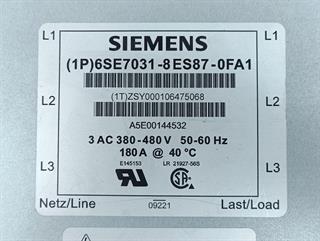 L1 SIEMENS L1
(1P)6SE7031-8ES87-0FA1
L2 (1T)ZSY000106475068 L2
A5E00144532
3 AC 380-480 V 50-60 Hz
180 A @ 40 °C
L3 E145153 LR 21927-56S L3
Netz/Line 09221 Last/Load